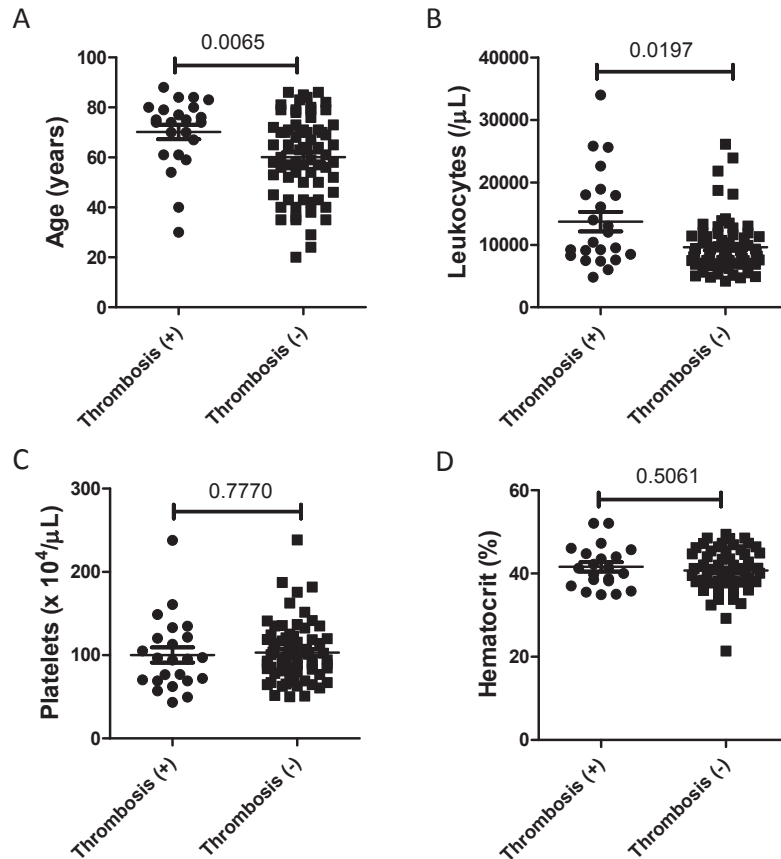 A
0.0065
100
80
60
40
20
0
Age (years)
Thrombosis (+)
Thrombosis (-)
B
0.0197
40000
30000
20000
10000
0
Leukocytes (/μL)
Thrombosis (+)
Thrombosis (-)
C
0.7770
300
200
100
0
Platelets (x 10⁴/μL)
Thrombosis (+)
Thrombosis (-)
D
0.5061
60
40
20
0
Hematocrit (%)
Thrombosis (+)
Thrombosis (-)